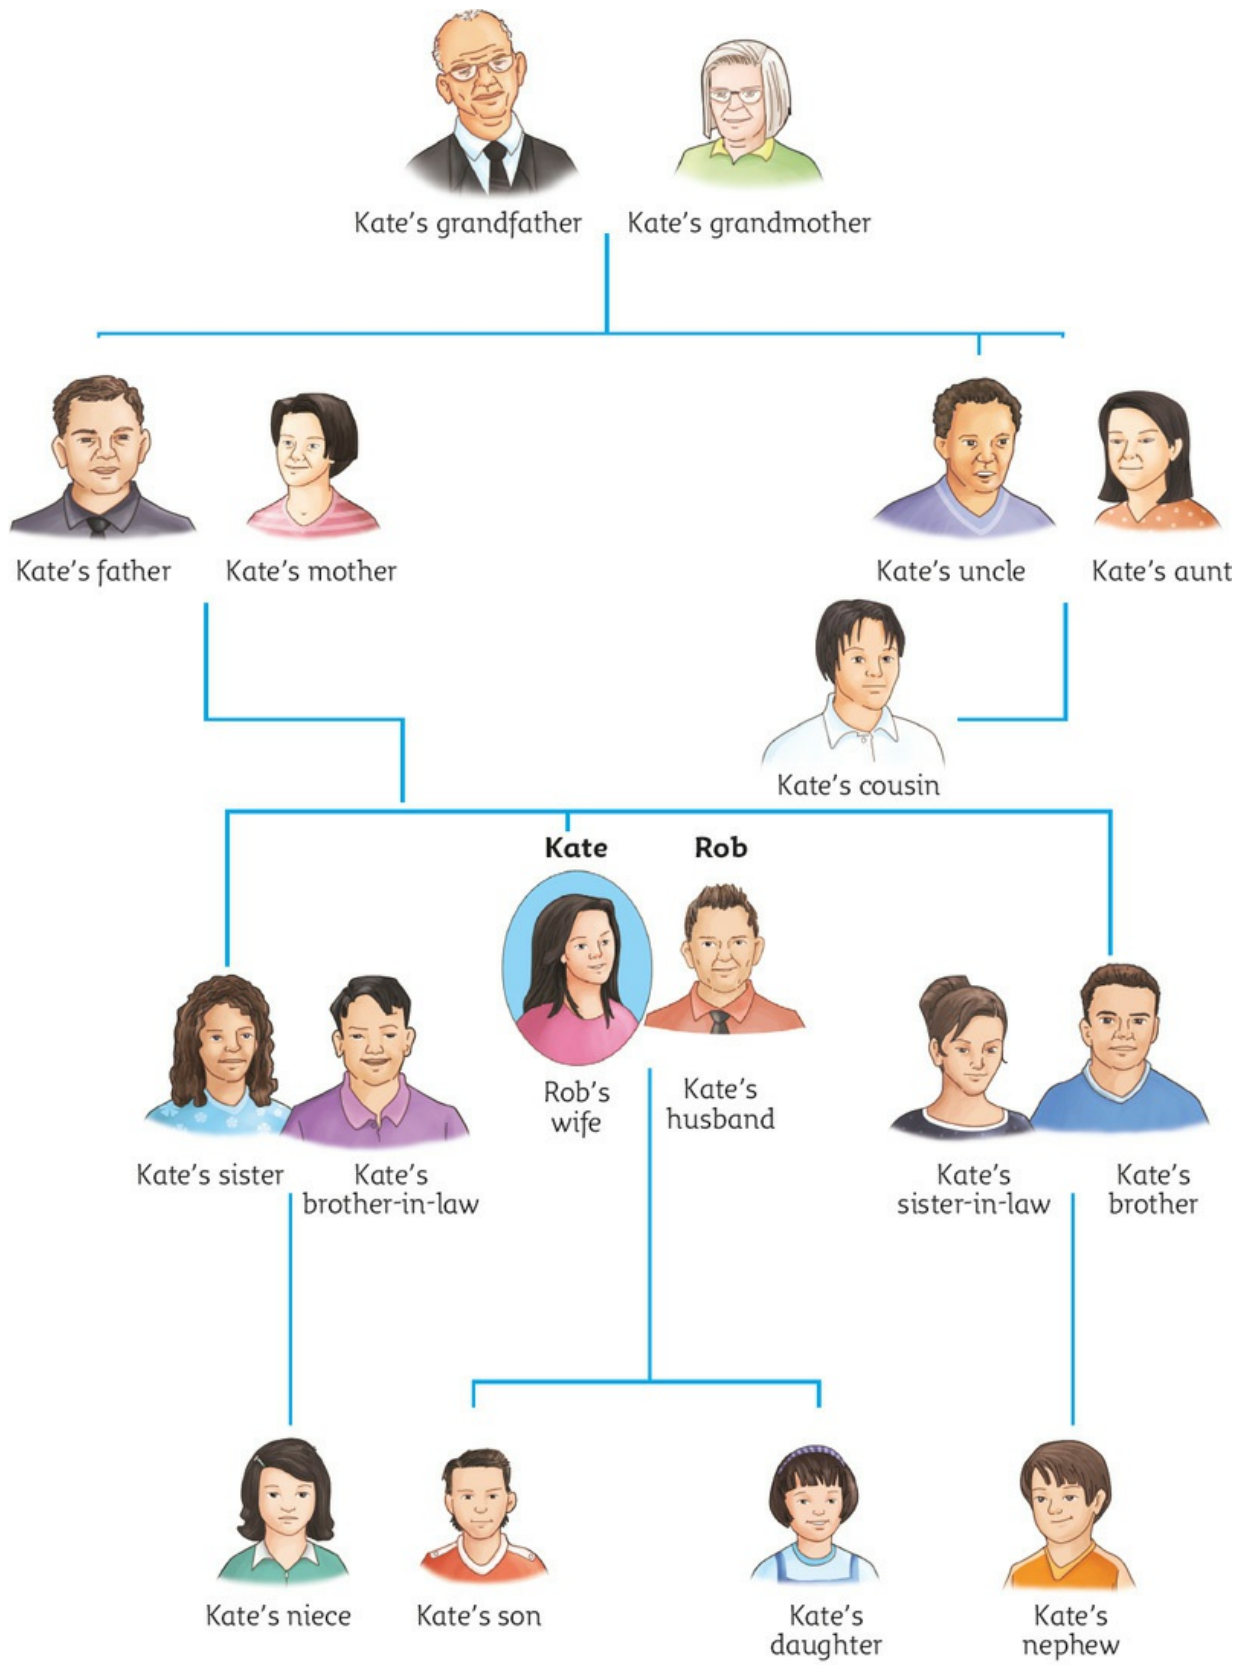 Kate's grandfather
Kate's grandmother
Kate's father
Kate's mother
Kate's uncle
Kate's aunt
Kate's cousin
Kate
Rob
Rob's
wife
Kate's
husband
Kate's sister
Kate's
brother-in-law
Kate's
sister-in-law
Kate's
brother
Kate's niece
Kate's son
Kate's
daughter
Kate's
nephew